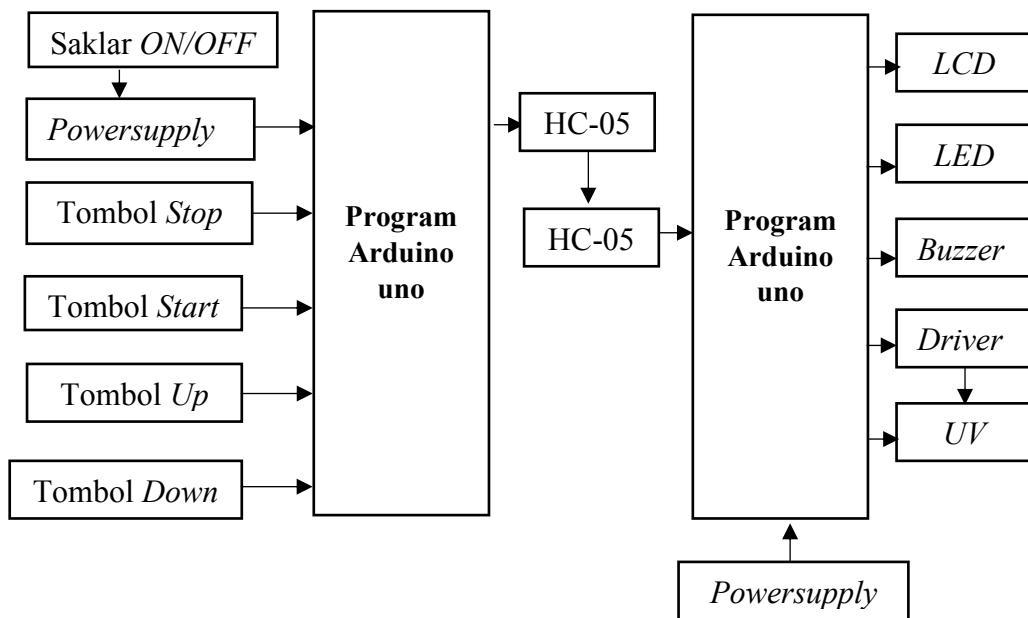 Saklar ON/OFF
Powersupply
Tombol Stop
Tombol Start
Tombol Up
Tombol Down
Program
Arduino
uno
HC-05
HC-05
Program
Arduino
uno
LCD
LED
Buzzer
Driver
UV
Powersupply